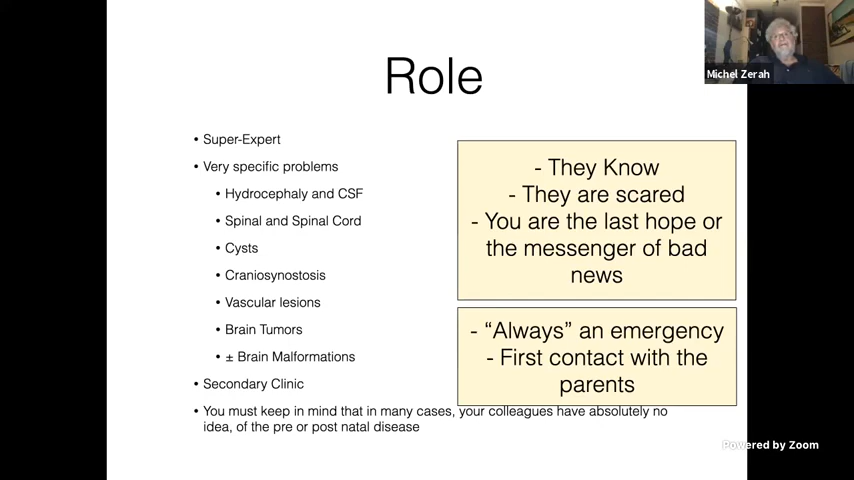 Michel Zerah
Role
• Super-Expert
• Very specific problems
• Hydrocephaly and CSF
• Spinal and Spinal Cord
• Cysts
• Craniosynostosis
• Vascular lesions
• Brain Tumors
• ± Brain Malformations
• Secondary Clinic
• You must keep in mind that in many cases, your colleagues have absolutely no
idea, of the pre or post natal disease
- They Know
- They are scared
- You are the last hope or
the messenger of bad
news
- “Always” an emergency
- First contact with the
parents
Powered by Zoom